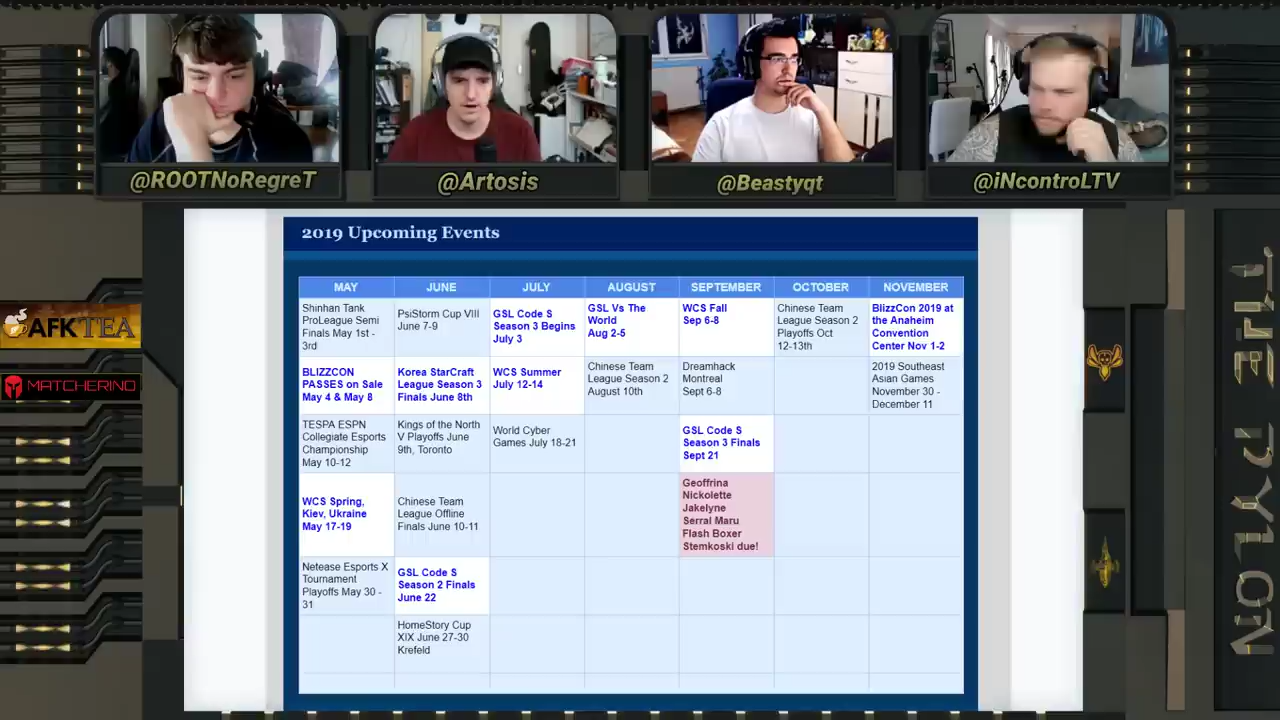 @ROOTNoRegreT
@Artosis
@Beastyqt
@iNcontroLTV
2019 Upcoming Events
MAY
JUNE
JULY
AUGUST
SEPTEMBER
OCTOBER
NOVEMBER
Shinhan Tank
ProLeague Semi
Finals May 1st -
3rd
PsiStorm Cup VIII
June 7-9
GSL Code S
Season 3 Begins
July 3
GSL Vs The
World
Aug 2-5
WCS Fall
Sep 6-8
Chinese Team
League Season 2
Playoffs Oct
12-13th
BlizzCon 2019 at
the Anaheim
Convention
Center Nov 1-2
BLIZZCON
PASSES on Sale
May 4 & May 8
Korea StarCraft
League Season 3
Finals June 8th
WCS Summer
July 12-14
Chinese Team
League Season 2
August 10th
Dreamhack
Montreal
Sept 6-8
2019 Southeast
Asian Games
November 30 -
December 11
TESPA ESPN
Collegiate Esports
Championship
May 10-12
Kings of the North
V Playoffs June
9th, Toronto
World Cyber
Games July 18-21
GSL Code S
Season 3 Finals
Sept 21
WCS Spring,
Kiev, Ukraine
May 17-19
Chinese Team
League Offline
Finals June 10-11
Geoffrina
Nickolette
Jakelyne
Serral Maru
Flash Boxer
Stemkoski due!
Netease Esports X
Tournament
Playoffs May 30 -
31
GSL Code S
Season 2 Finals
June 22
HomeStory Cup
XIX June 27-30
Krefeld
AFKTEA
MATCHERINO
THE PYLON